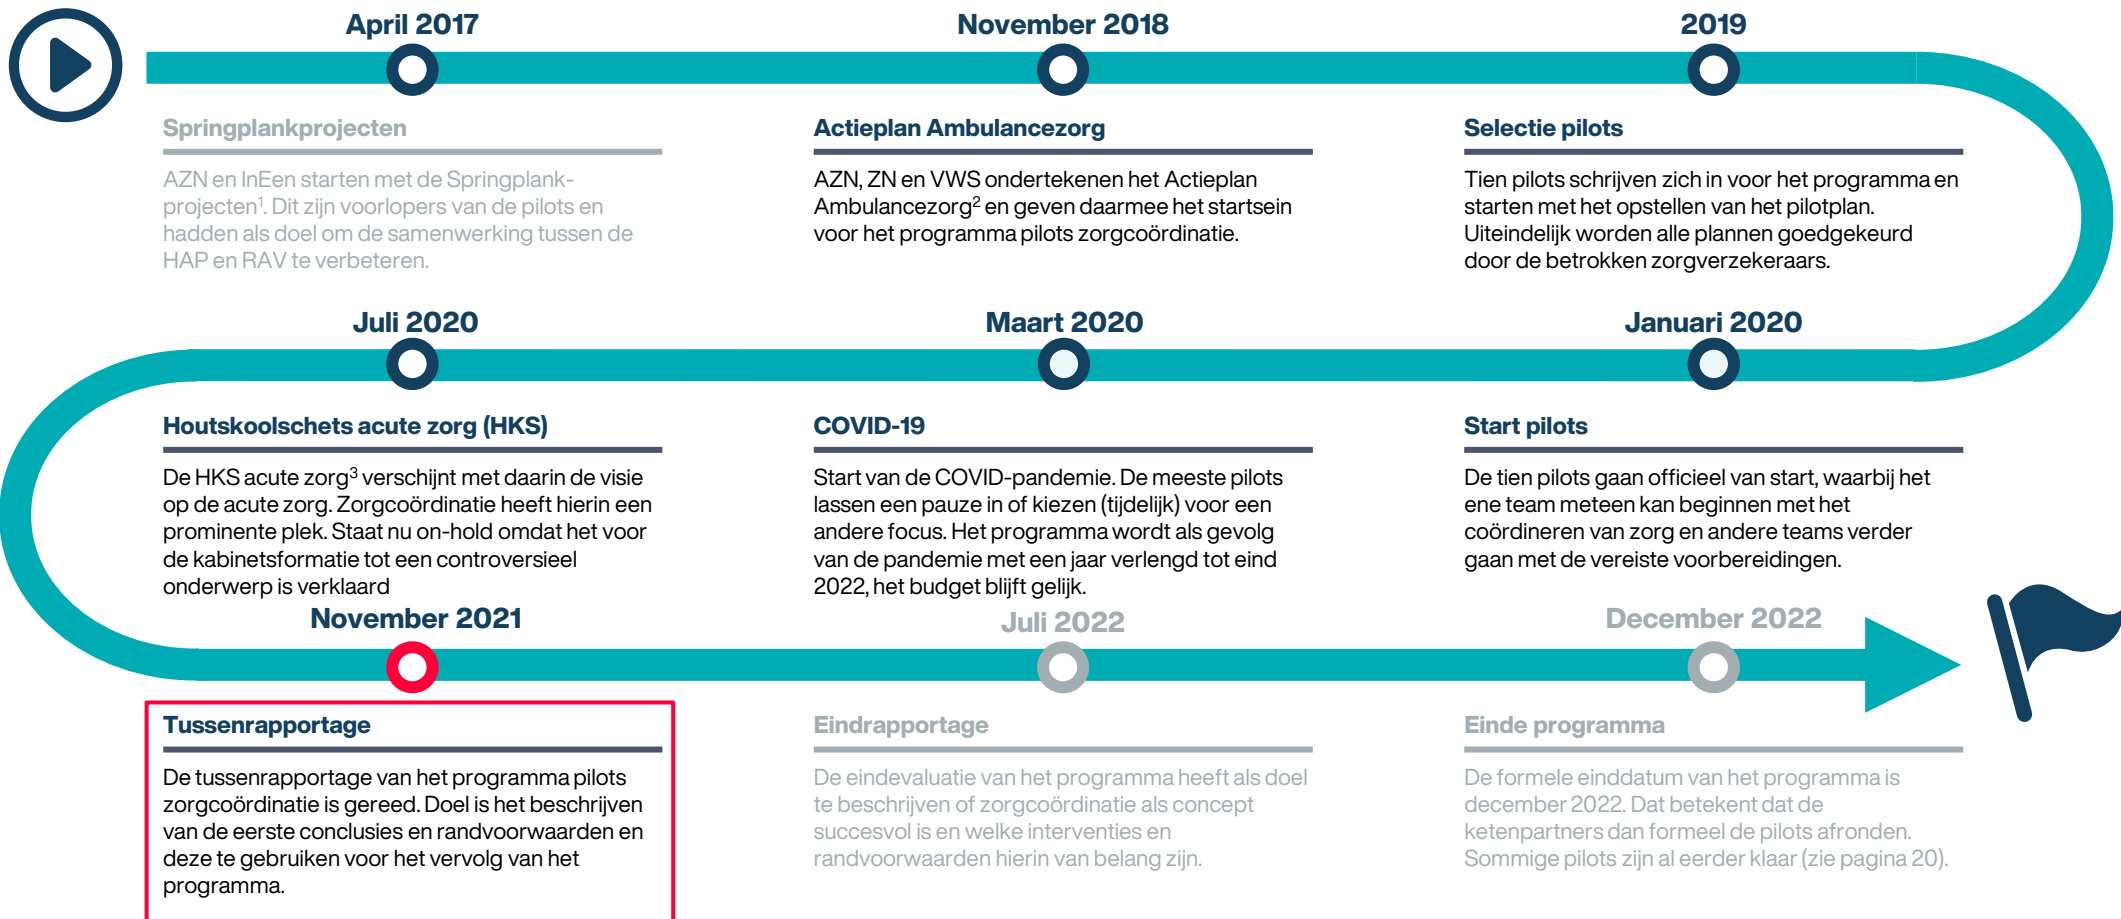 April 2017
Springplankprojecten
AZN en InEen starten met de Springplank-
projecten¹. Dit zijn voorlopers van de pilots en
hadden als doel om de samenwerking tussen de
HAP en RAV te verbeteren.
November 2018
Actieplan Ambulancezorg
AZN, ZN en VWS ondertekenen het Actieplan
Ambulancezorg² en geven daarmee het startsein
voor het programma pilots zorgcoördinatie.
2019
Selectie pilots
Tien pilots schrijven zich in voor het programma en
starten met het opstellen van het pilotplan.
Uiteindelijk worden alle plannen goedgekeurd
door de betrokken zorgverzekeraars.
Januari 2020
Start pilots
De tien pilots gaan officieel van start, waarbij het
ene team meteen kan beginnen met het
coördineren van zorg en andere teams verder
gaan met de vereiste voorbereidingen.
Maart 2020
COVID-19
Start van de COVID-pandemie. De meeste pilots
lassen een pauze in of kiezen (tijdelijk) voor een
andere focus. Het programma wordt als gevolg
van de pandemie met een jaar verlengd tot eind
2022, het budget blijft gelijk.
Juli 2020
Houtskoolschets acute zorg (HKS)
De HKS acute zorg³ verschijnt met daarin de visie
op de acute zorg. Zorgcoördinatie heeft hierin een
prominente plek. Staat nu on-hold omdat het voor
de kabinetsformatie tot een controversieel
onderwerp is verklaard
November 2021
Tussenrapportage
De tussenrapportage van het programma pilots
zorgcoördinatie is gereed. Doel is het beschrijven
van de eerste conclusies en randvoorwaarden en
deze te gebruiken voor het vervolg van het
programma.
Juli 2022
Eindrapportage
De eindevaluatie van het programma heeft als doel
te beschrijven of zorgcoördinatie als concept
succesvol is en welke interventies en
randvoorwaarden hierin van belang zijn.
December 2022
Einde programma
De formele einddatum van het programma is
december 2022. Dat betekent dat de
ketenpartners dan formeel de pilots afronden.
Sommige pilots zijn al eerder klaar (zie pagina 20).